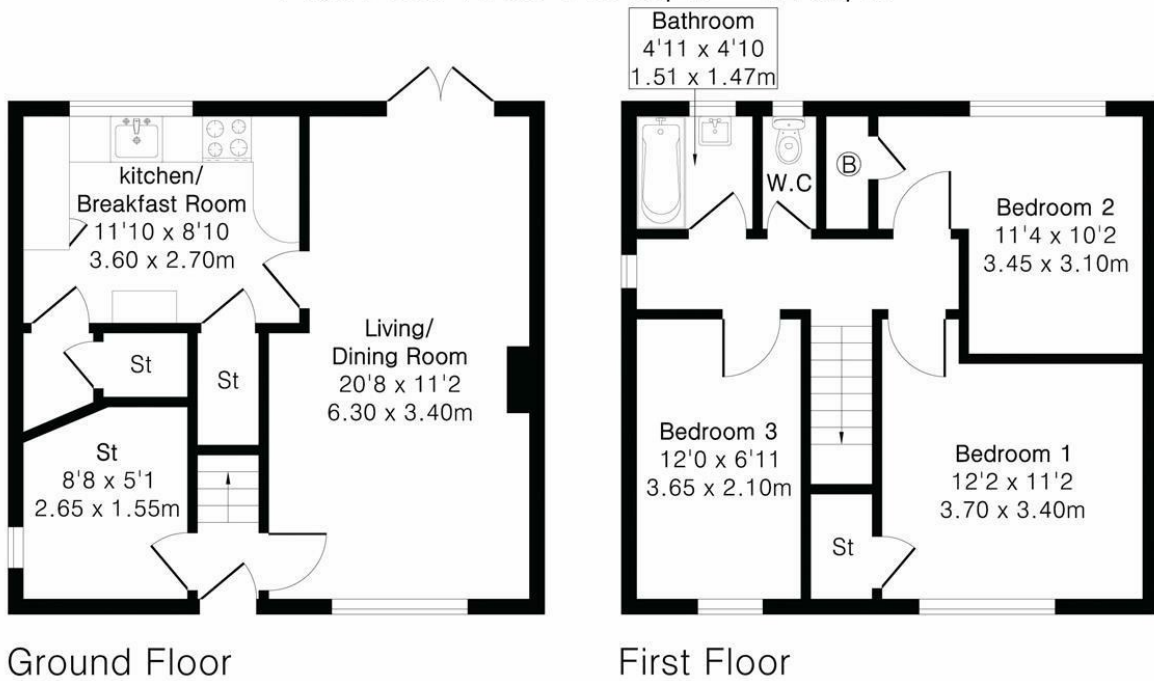 Bathroom
4'11 x 4'10
1.51 x 1.47m
kitchen/
Breakfast Room
11'10 x 8'10
3.60 x 2.70m
St
St
Living/
Dining Room
20'8 x 11'2
6.30 x 3.40m
St
8'8 x 5'1
2.65 x 1.55m
W.C
B
Bedroom 2
11'4 x 10'2
3.45 x 3.10m
Bedroom 3
12'0 x 6'11
3.65 x 2.10m
Bedroom 1
12'2 x 11'2
3.70 x 3.40m
St
Ground Floor
First Floor